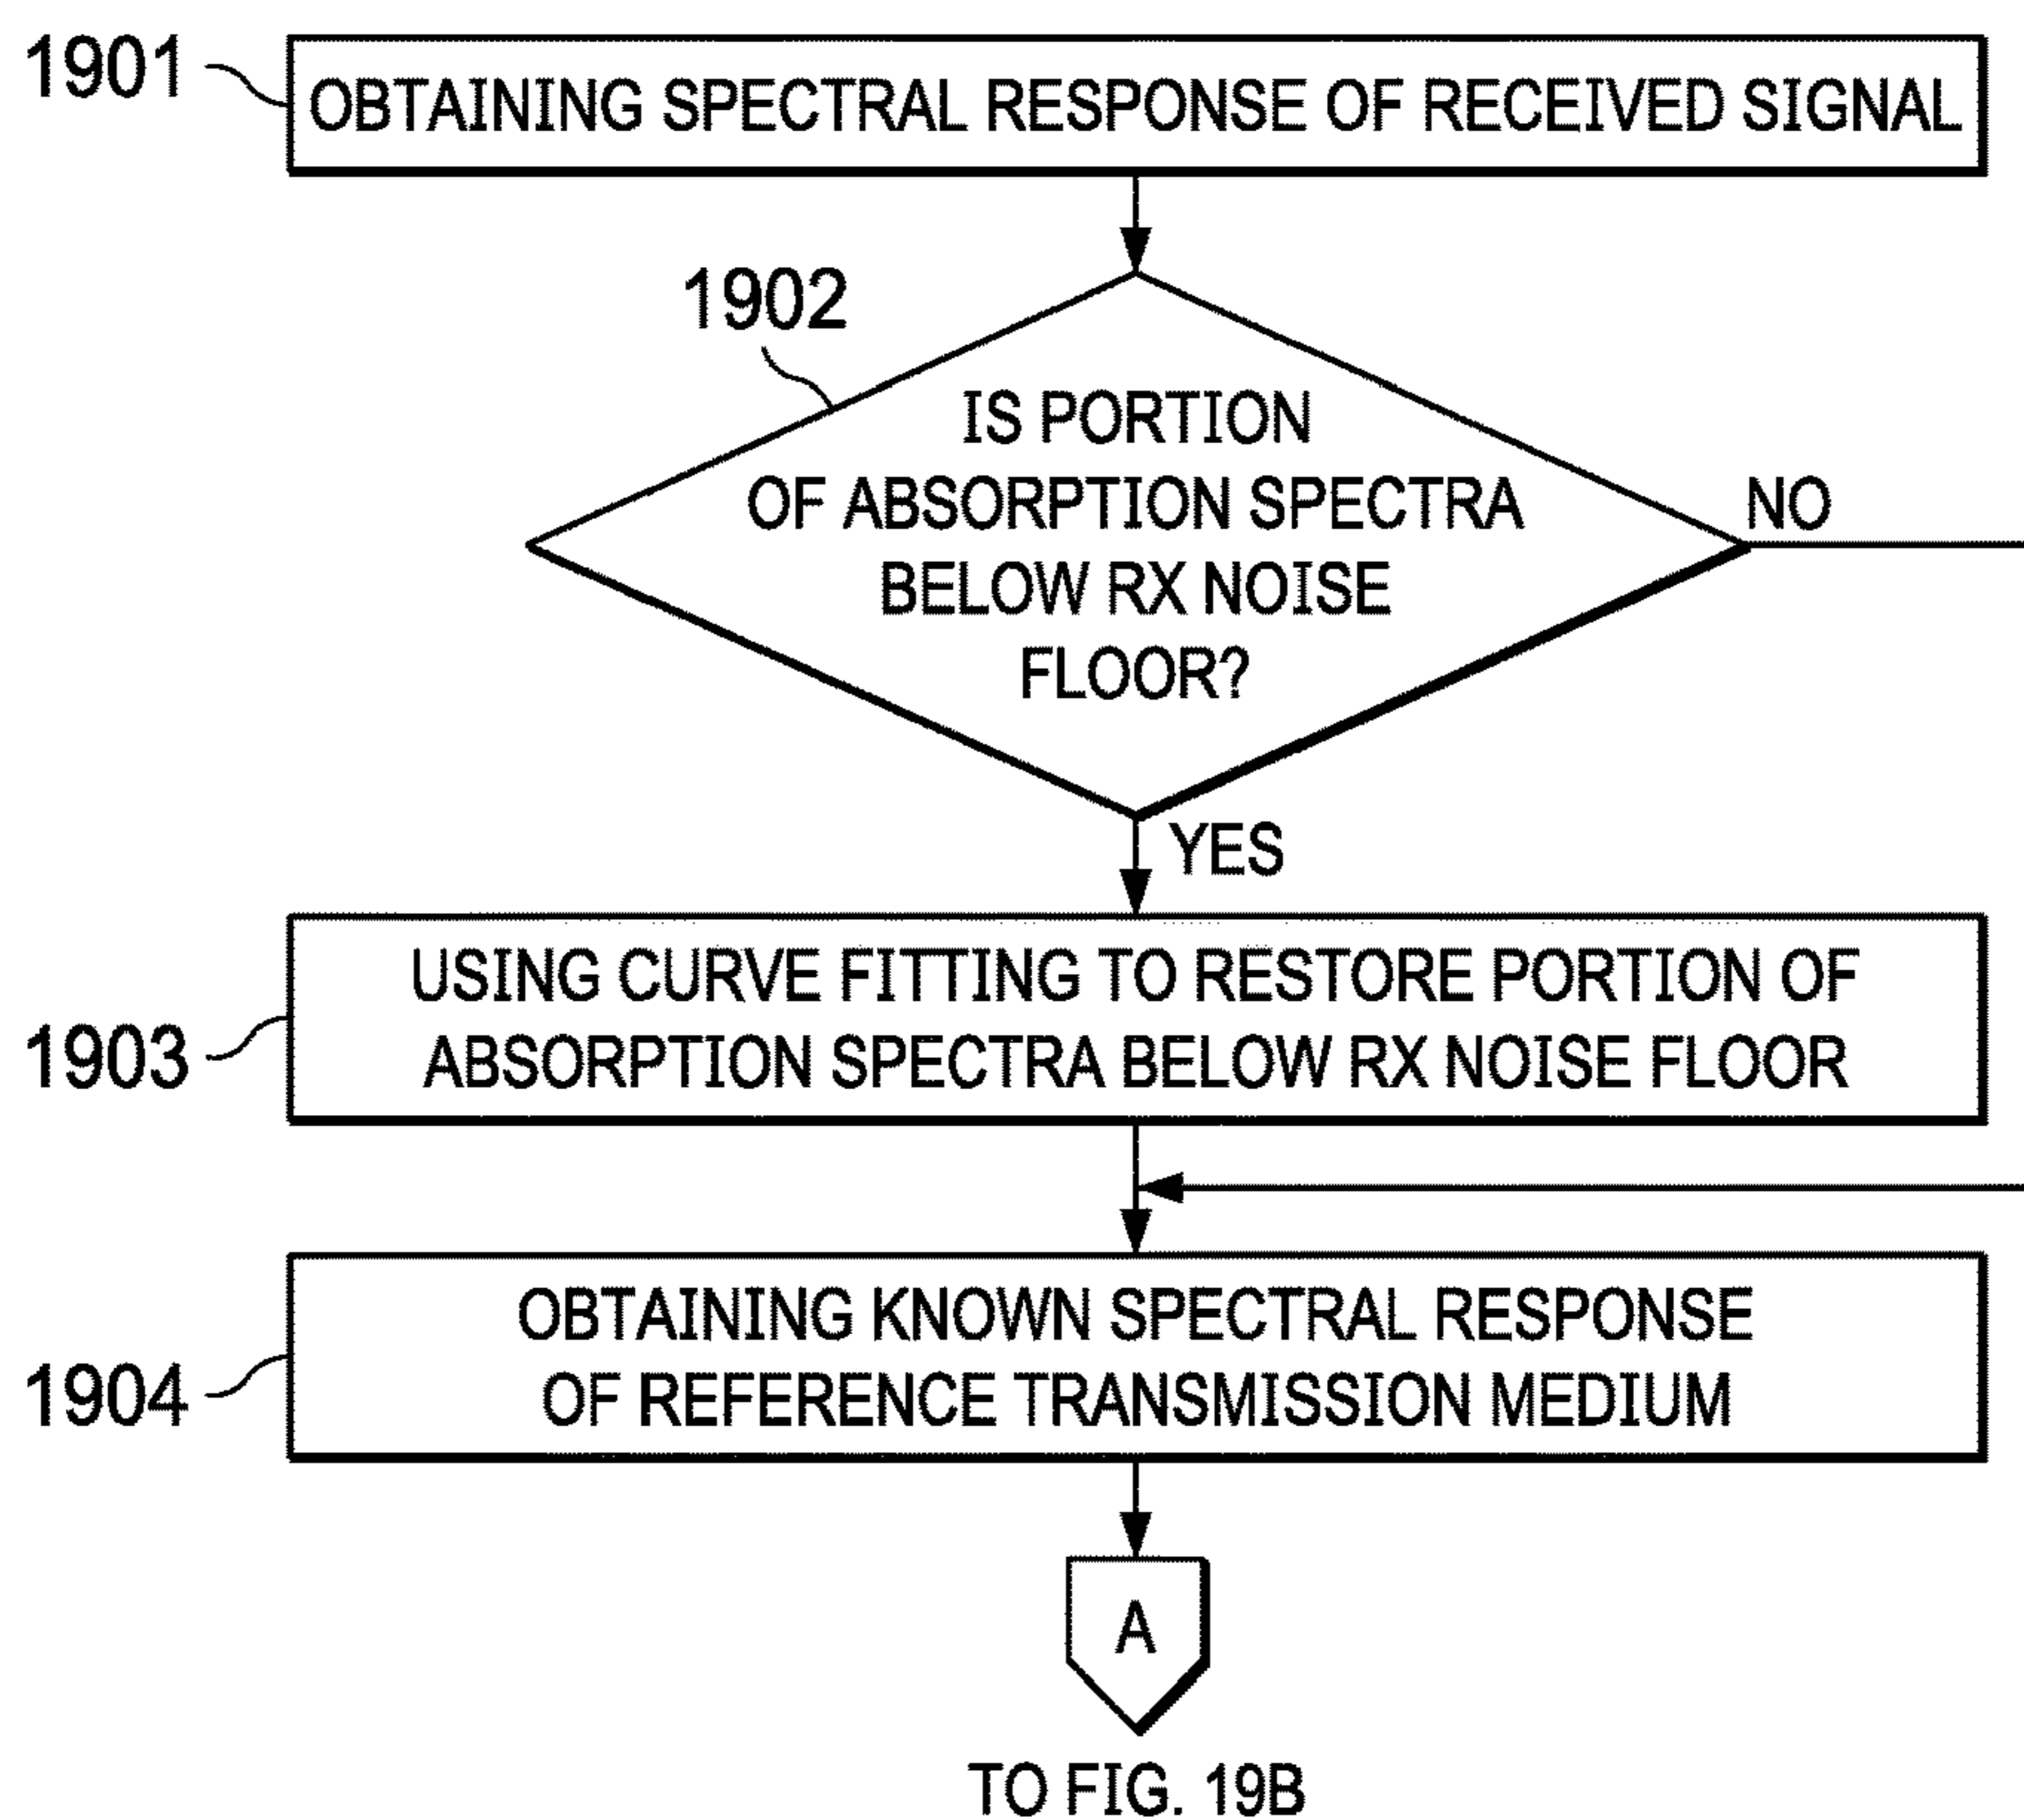 1901
OBTAINING SPECTRAL RESPONSE OF RECEIVED SIGNAL
1902
IS PORTION
OF ABSORPTION SPECTRA
BELOW RX NOISE
FLOOR?
NO
YES
1903
USING CURVE FITTING TO RESTORE PORTION OF
ABSORPTION SPECTRA BELOW RX NOISE FLOOR
1904
OBTAINING KNOWN SPECTRAL RESPONSE
OF REFERENCE TRANSMISSION MEDIUM
A
TO FIG. 19B